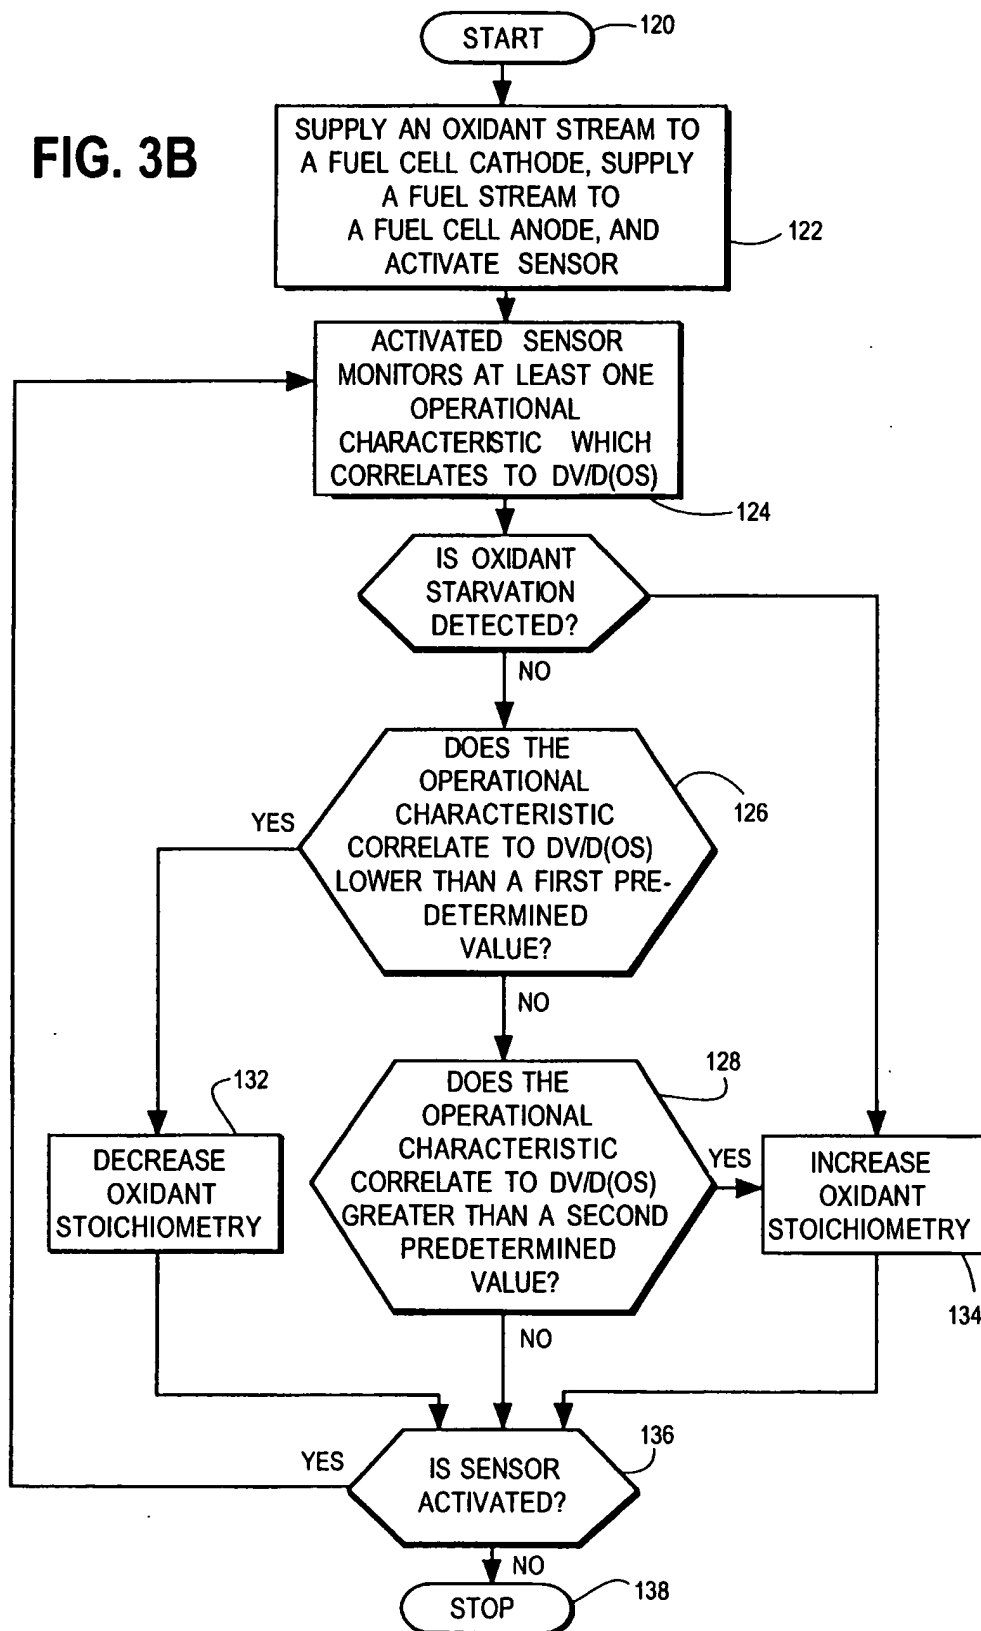 START
120
FIG. 3B
SUPPLY AN OXIDANT STREAM TO
A FUEL CELL CATHODE, SUPPLY
A FUEL STREAM TO
A FUEL CELL ANODE, AND
ACTIVATE SENSOR
122
ACTIVATED SENSOR
MONITORS AT LEAST ONE
OPERATIONAL
CHARACTERISTIC WHICH
CORRELATES TO DV/D(OS)
124
IS OXIDANT
STARVATION
DETECTED?
NO
DOES THE
OPERATIONAL
CHARACTERISTIC
CORRELATE TO DV/D(OS)
LOWER THAN A FIRST PRE-
DETERMINED
VALUE?
126
YES
NO
132
DECREASE
OXIDANT
STOICHIOMETRY
DOES THE
OPERATIONAL
CHARACTERISTIC
CORRELATE TO DV/D(OS)
GREATER THAN A SECOND
PREDETERMINED
VALUE?
128
YES
INCREASE
OXIDANT
STOICHIOMETRY
134
NO
YES
IS SENSOR
ACTIVATED?
136
NO
STOP
138